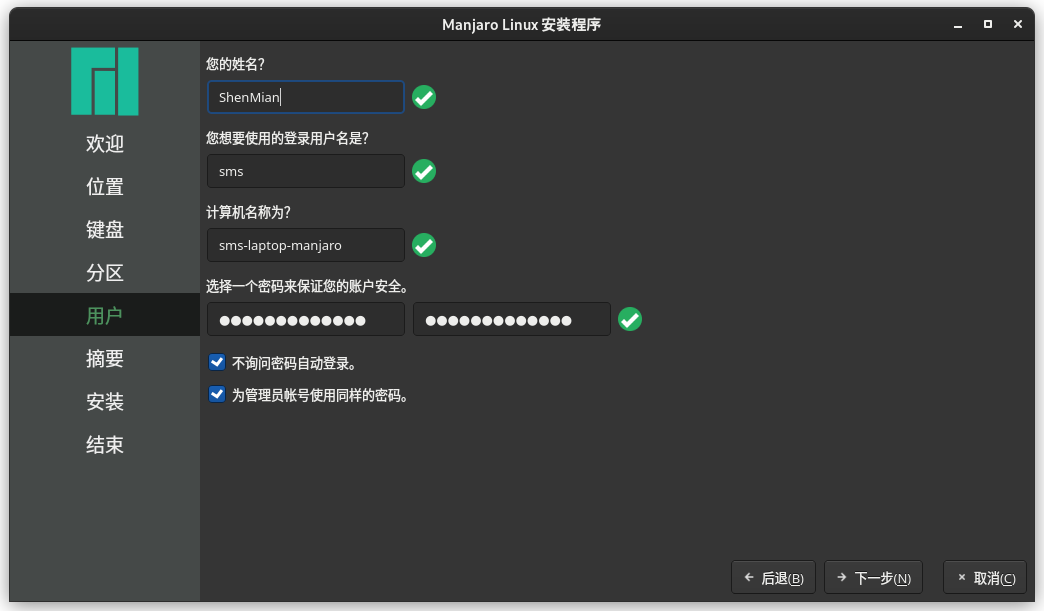 Manjaro Linux 安装程序
欢迎
位置
键盘
分区
用户
摘要
安装
结束
您的姓名?
ShenMian
您想要使用的登录用户名是?
sms
计算机名称为?
sms-laptop-manjaro
选择一个密码来保证您的账户安全。
●●●●●●●●●●●●● ●●●●●●●●●●●●●
不询问密码自动登录。
为管理员帐号使用同样的密码。
后退(B) 下一步(N) 取消(C)